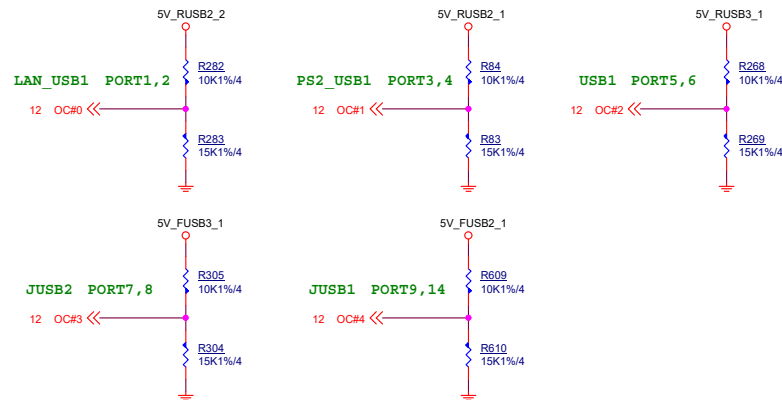 5V_RUSB2_2
R282
10K1%/4
LAN_USB1 PORT1,2
12 OC#0
R283
15K1%/4
5V_RUSB2_1
R84
10K1%/4
PS2_USB1 PORT3,4
12 OC#1
R83
15K1%/4
5V_RUSB3_1
R268
10K1%/4
USB1 PORT5,6
12 OC#2
R269
15K1%/4
5V_FUSB3_1
R305
10K1%/4
JUSB2 PORT7,8
12 OC#3
R304
15K1%/4
5V_FUSB2_1
R609
10K1%/4
JUSB1 PORT9,14
12 OC#4
R610
15K1%/4